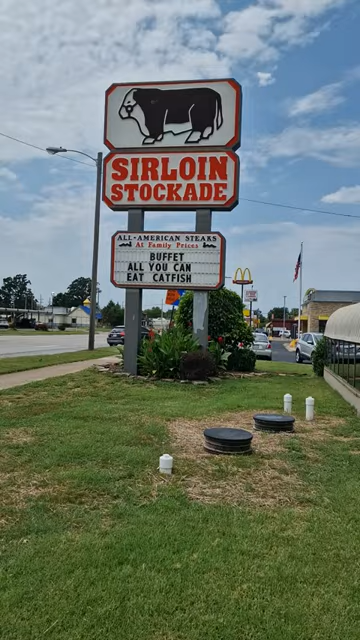 SIRLOIN
STOCKADE
ALL-AMERICAN STEAKS
At Family Prices
BUFFET
ALL YOU CAN
EAT CATFISH